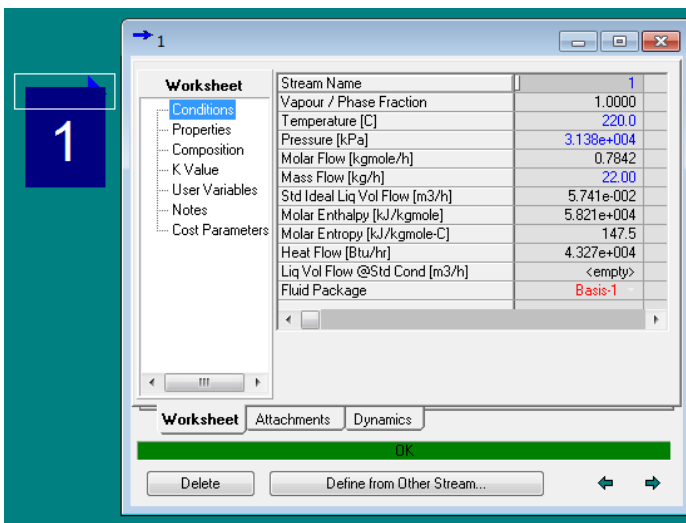 1
1
Worksheet
Conditions
Properties
Composition
K Value
User Variables
Notes
Cost Parameters
Stream Name 1
Vapour / Phase Fraction 1.0000
Temperature [C] 220.0
Pressure [kPa] 3.138e+004
Molar Flow [kgmole/h] 0.7842
Mass Flow [kg/h] 22.00
Std Ideal Liq Vol Flow [m3/h] 5.741e-002
Molar Enthalpy [kJ/kgmole] 5.821e+004
Molar Entropy [kJ/kgmole-C] 147.5
Heat Flow [Btu/hr] 4.327e+004
Liq Vol Flow @Std Cond [m3/h] <empty>
Fluid Package Basis-1
Worksheet Attachments Dynamics
OK
Delete Define from Other Stream...